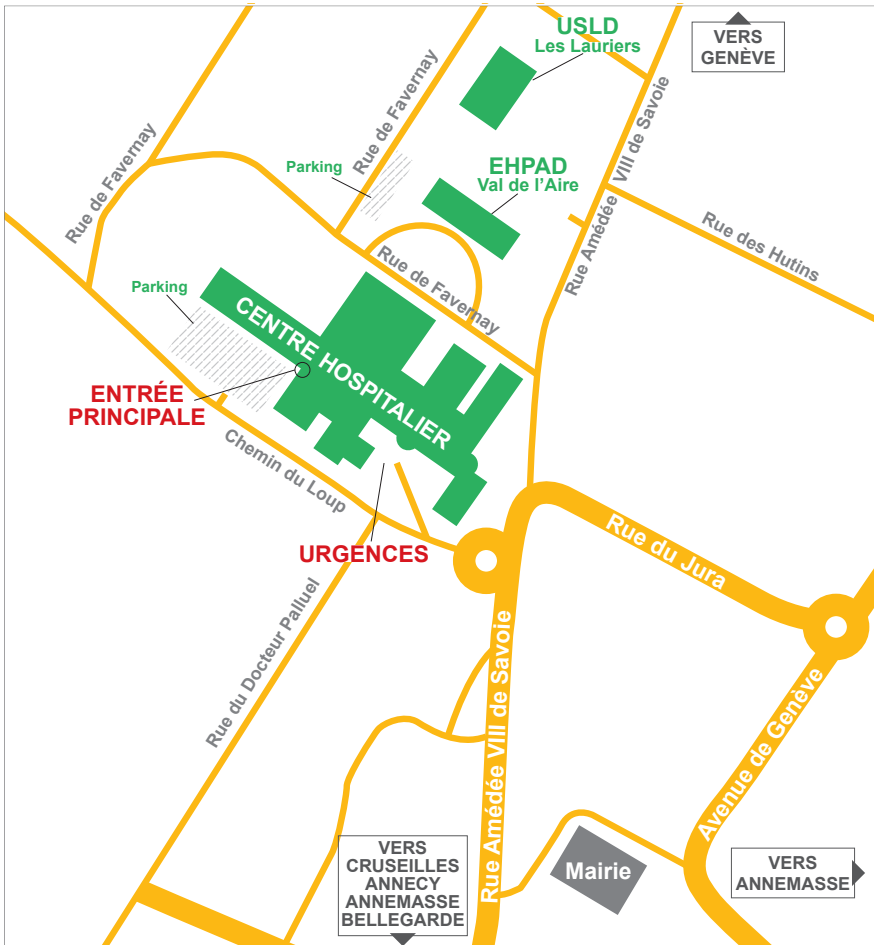 USLD
Les Lauriers
VERS
GENÈVE
Rue de Favernay
Rue de Favernay
Rue Amédée VIII de Savoie
Parking
EHPAD
Val de l'Aire
Rue des Hutins
Rue de Favernay
Parking
CENTRE HOSPITALIER
ENTRÉE
PRINCIPALE
Chemin du Loup
URGENCES
Rue du Jura
Rue du Docteur Palluel
Rue Amédée VIII de Savoie
Avenue de Genève
VERS
CRUSEILLES
ANNECY
ANNEMASSE
BELLEGARDE
Mairie
VERS
ANNEMASSE